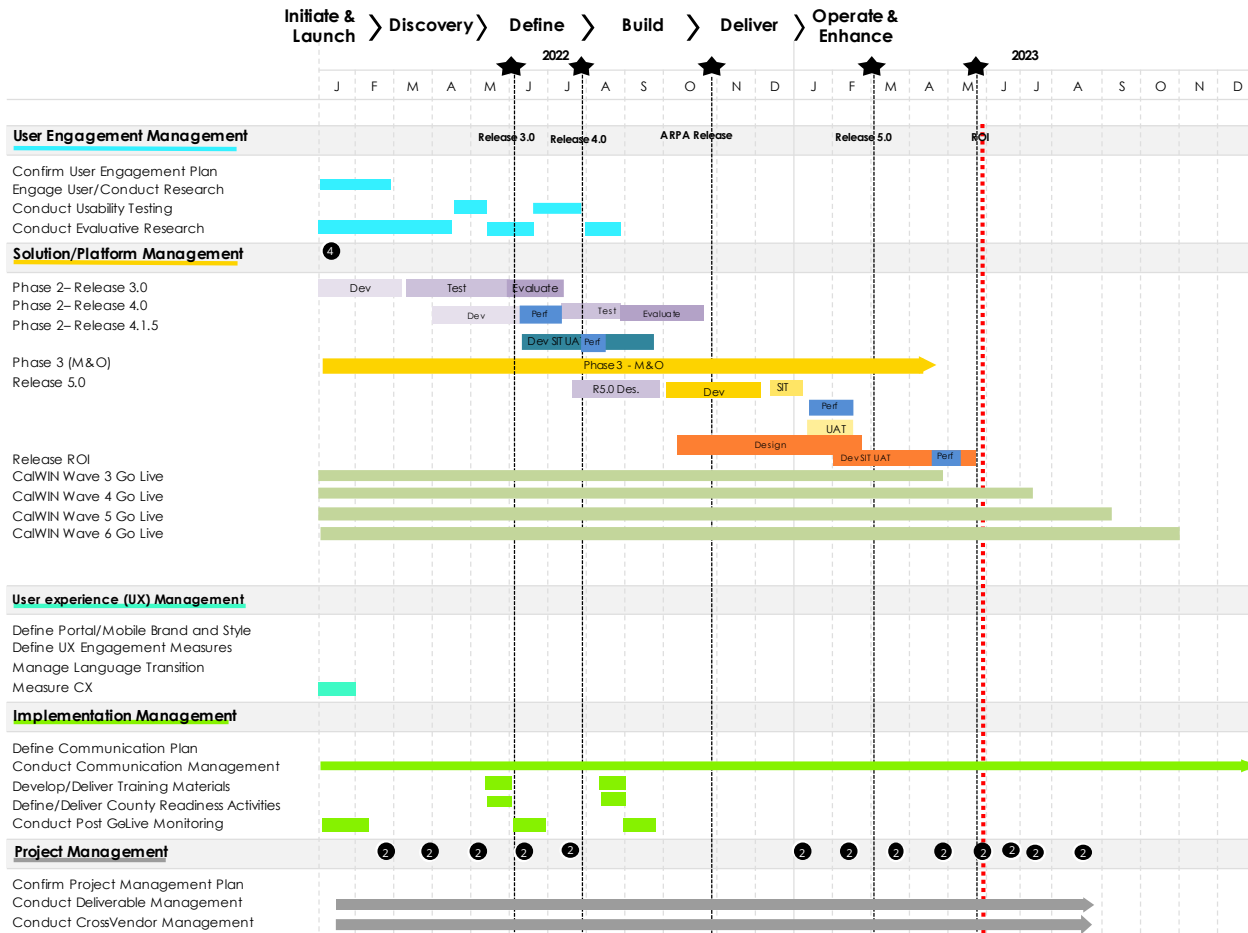 Initiate & Launch
Discovery
Define
Build
Deliver
Operate & Enhance
2022
2023
J F M A M J J A S O N D J F M A M J J A S O N D
User Engagement Management
Release 3.0
Release 4.0
ARPA Release
Release 5.0
ROI
Confirm User Engagement Plan
Engage User/Conduct Research
Conduct Usability Testing
Conduct Evaluative Research
Solution/Platform Management
4
Phase 2– Release 3.0
Dev
Test
Evaluate
Phase 2– Release 4.0
Dev
Perf
Test
Evaluate
Phase 2– Release 4.1.5
Dev SIT UAT
Perf
Phase 3 (M&O)
Phase 3 - M&O
Release 5.0
R5.0 Des.
Dev
SIT
Perf
UAT
Design
Release ROI
Dev SIT UAT
Perf
CalWIN Wave 3 Go Live
CalWIN Wave 4 Go Live
CalWIN Wave 5 Go Live
CalWIN Wave 6 Go Live
User experience (UX) Management
Define Portal/Mobile Brand and Style
Define UX Engagement Measures
Manage Language Transition
Measure CX
Implementation Management
Define Communication Plan
Conduct Communication Management
Develop/Deliver Training Materials
Define/Deliver County Readiness Activities
Conduct Post GoLive Monitoring
Project Management
2 2 2 2 2 2 2 2 2 2 2 2 2
Confirm Project Management Plan
Conduct Deliverable Management
Conduct CrossVendor Management